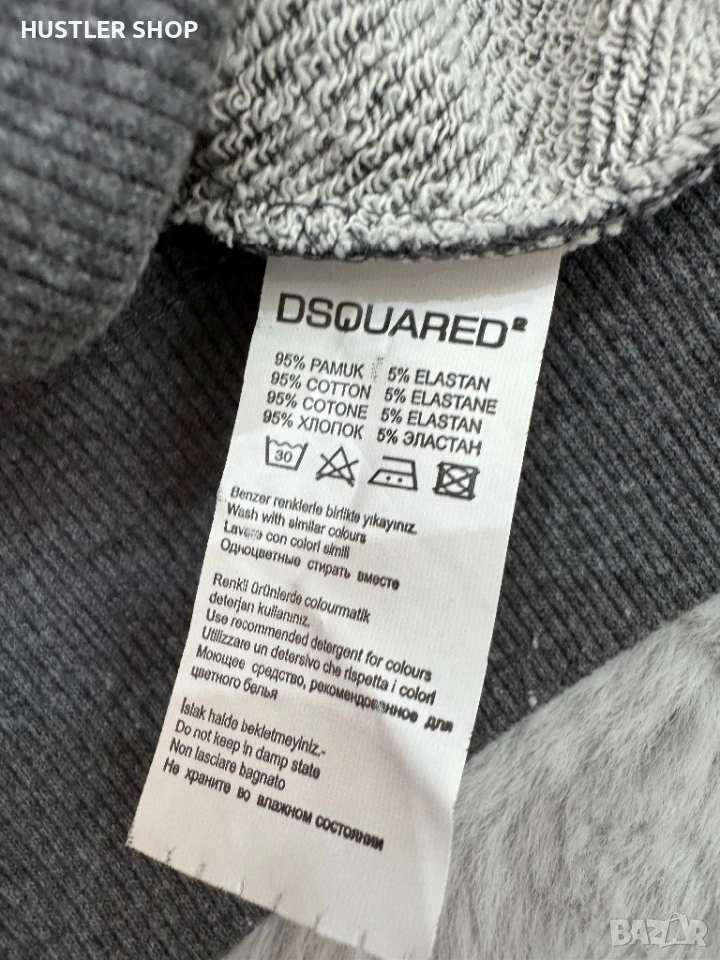 HUSTLER SHOP
DSQUARED²
95% PAMUK 5% ELASTAN
95% COTTON 5% ELASTANE
95% COTONE 5% ELASTAN
95% ХЛОПОК 5% ЭЛАСТАН
30
Benzer renklerle birlikte yıkayınız.
Wash with similar colours
Lavare con colori simili
Одноцветные стирать вместе
Renkli ürünlerde colourmatik
deterjan kullanınız.
Use recommended detergent for colours
Utilizzare un detersivo che rispetta i colori
Моющее средство, рекомендованное для
цветного белья
Islak halde bekletmeyiniz.-
Do not keep in damp state
Non lasciare bagnato
Не храните во влажном состоянии
BAZAR